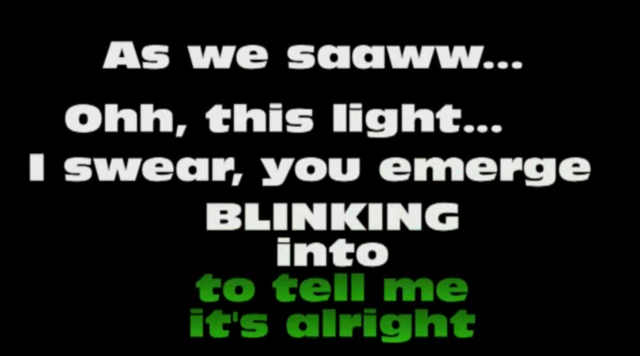 As we saaww...
Ohh, this light...
I swear, you emerge
BLINKING
into
to tell me
it's alright